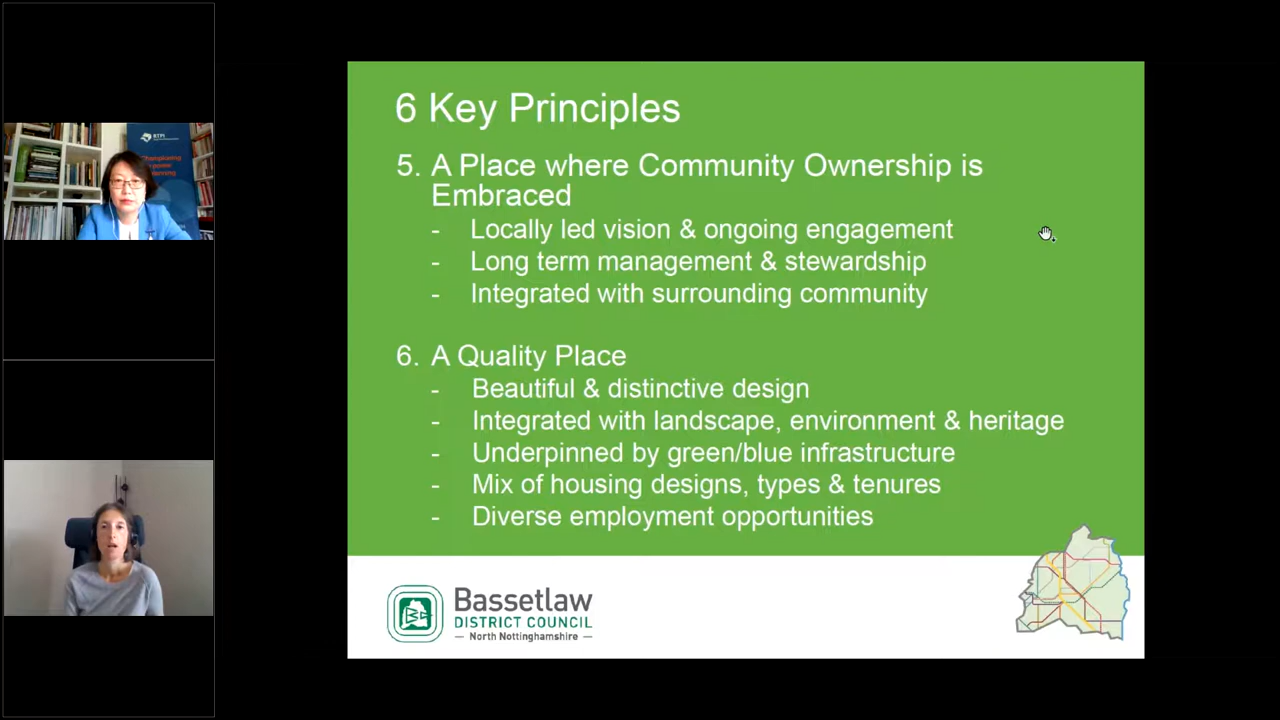 RTPI
6 Key Principles
5. A Place where Community Ownership is
Embraced
- Locally led vision & ongoing engagement
- Long term management & stewardship
- Integrated with surrounding community
6. A Quality Place
- Beautiful & distinctive design
- Integrated with landscape, environment & heritage
- Underpinned by green/blue infrastructure
- Mix of housing designs, types & tenures
- Diverse employment opportunities
Bassetlaw
DISTRICT COUNCIL
— North Nottinghamshire —